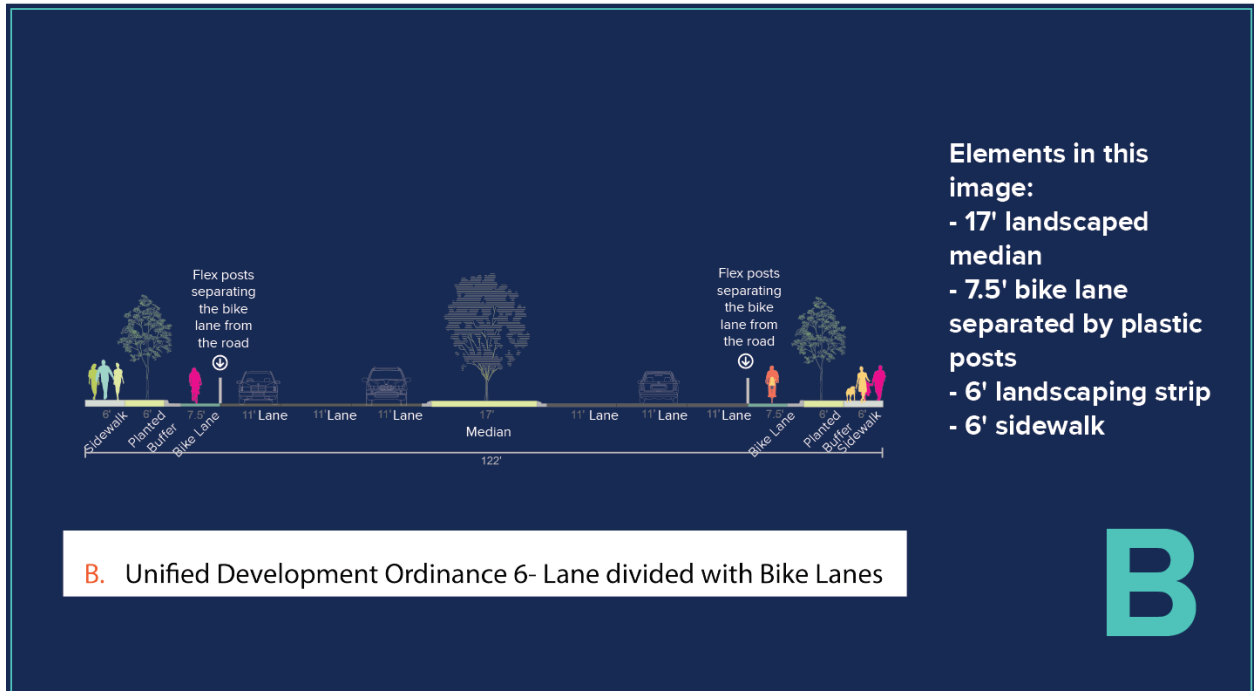 Elements in this
image:
- 17' landscaped
median
- 7.5' bike lane
separated by plastic
posts
- 6' landscaping strip
- 6' sidewalk
Flex posts
separating
the bike
lane from
the road
Flex posts
separating
the bike
lane from
the road
6' 6' 7.5' 11' Lane 11' Lane 11' Lane 17' 11' Lane 11' Lane 11' Lane 7.5' 6' 6'
Sidewalk
Planted
Buffer
Bike Lane
Median
Bike Lane
Planted
Buffer
Sidewalk
122'
B. Unified Development Ordinance 6- Lane divided with Bike Lanes
B